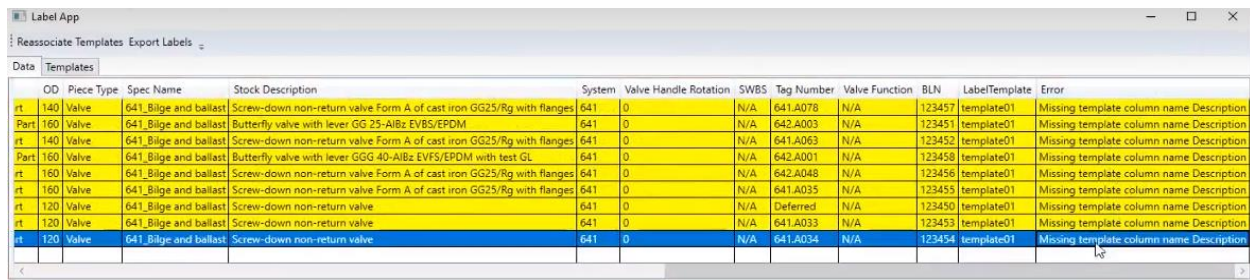 Label App
Reassociate Templates Export Labels
Data Templates
OD Piece Type Spec Name Stock Description System Valve Handle Rotation SWBS Tag Number Valve Function BLN LabelTemplate Error
rt 140 Valve 641_Bilge and ballast Screw-down non-return valve Form A of cast iron GG25/Rg with flanges 641 0 N/A 641.A078 N/A 123457 template01 Missing template column name Description
Part 160 Valve 641_Bilge and ballast Butterfly valve with lever GG 25-AlBz EVBS/EPDM 641 0 N/A 642.A003 N/A 123451 template01 Missing template column name Description
rt 140 Valve 641_Bilge and ballast Screw-down non-return valve Form A of cast iron GG25/Rg with flanges 641 0 N/A 641.A063 N/A 123452 template01 Missing template column name Description
Part 160 Valve 641_Bilge and ballast Butterfly valve with lever GGG 40-AlBz EVFS/EPDM with test GL 641 0 N/A 642.A001 N/A 123458 template01 Missing template column name Description
rt 160 Valve 641_Bilge and ballast Screw-down non-return valve Form A of cast iron GG25/Rg with flanges 641 0 N/A 642.A048 N/A 123456 template01 Missing template column name Description
rt 160 Valve 641_Bilge and ballast Screw-down non-return valve Form A of cast iron GG25/Rg with flanges 641 0 N/A 641.A035 N/A 123455 template01 Missing template column name Description
rt 120 Valve 641_Bilge and ballast Screw-down non-return valve 641 0 N/A Deferred N/A 123450 template01 Missing template column name Description
rt 120 Valve 641_Bilge and ballast Screw-down non-return valve 641 0 N/A 641.A033 N/A 123453 template01 Missing template column name Description
rt 120 Valve 641_Bilge and ballast Screw-down non-return valve 641 0 N/A 641.A034 N/A 123454 template01 Missing template column name Description